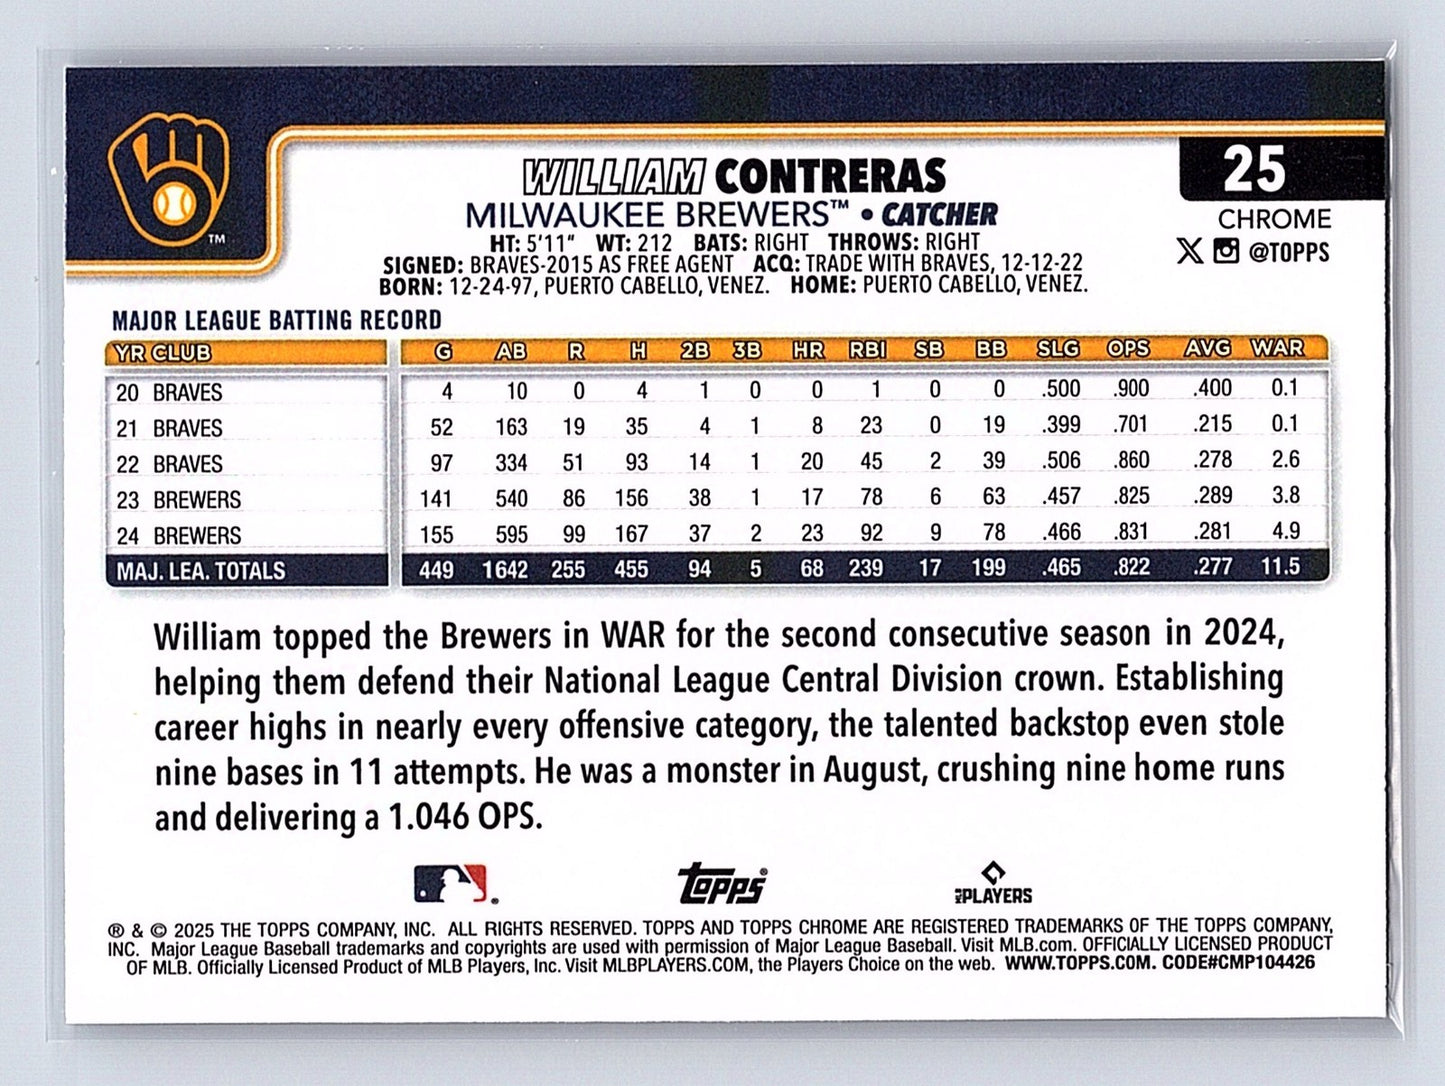 TM
25
CHROME
@TOPPS
WILLIAM CONTRERAS
MILWAUKEE BREWERS™ • CATCHER
HT: 5'11" WT: 212 BATS: RIGHT THROWS: RIGHT
SIGNED: BRAVES-2015 AS FREE AGENT ACQ: TRADE WITH BRAVES, 12-12-22
BORN: 12-24-97, PUERTO CABELLO, VENEZ. HOME: PUERTO CABELLO, VENEZ.
MAJOR LEAGUE BATTING RECORD
YR CLUB G AB R H 2B 3B HR RBI SB BB SLG OPS AVG WAR
20 BRAVES 4 10 0 4 1 0 0 1 0 0 .500 .900 .400 0.1
21 BRAVES 52 163 19 35 4 1 8 23 0 19 .399 .701 .215 0.1
22 BRAVES 97 334 51 93 14 1 20 45 2 39 .506 .860 .278 2.6
23 BREWERS 141 540 86 156 38 1 17 78 6 63 .457 .825 .289 3.8
24 BREWERS 155 595 99 167 37 2 23 92 9 78 .466 .831 .281 4.9
MAJ. LEA. TOTALS 449 1642 255 455 94 5 68 239 17 199 .465 .822 .277 11.5
William topped the Brewers in WAR for the second consecutive season in 2024,
helping them defend their National League Central Division crown. Establishing
career highs in nearly every offensive category, the talented backstop even stole
nine bases in 11 attempts. He was a monster in August, crushing nine home runs
and delivering a 1.046 OPS.
Topps® MLB PLAYERS
® & © 2025 THE TOPPS COMPANY, INC. ALL RIGHTS RESERVED. TOPPS AND TOPPS CHROME ARE REGISTERED TRADEMARKS OF THE TOPPS COMPANY,
INC. Major League Baseball trademarks and copyrights are used with permission of Major League Baseball. Visit MLB.com. OFFICIALLY LICENSED PRODUCT
OF MLB. Officially Licensed Product of MLB Players, Inc. Visit MLBPLAYERS.COM, the Players Choice on the web. WWW.TOPPS.COM. CODE#CMP104426